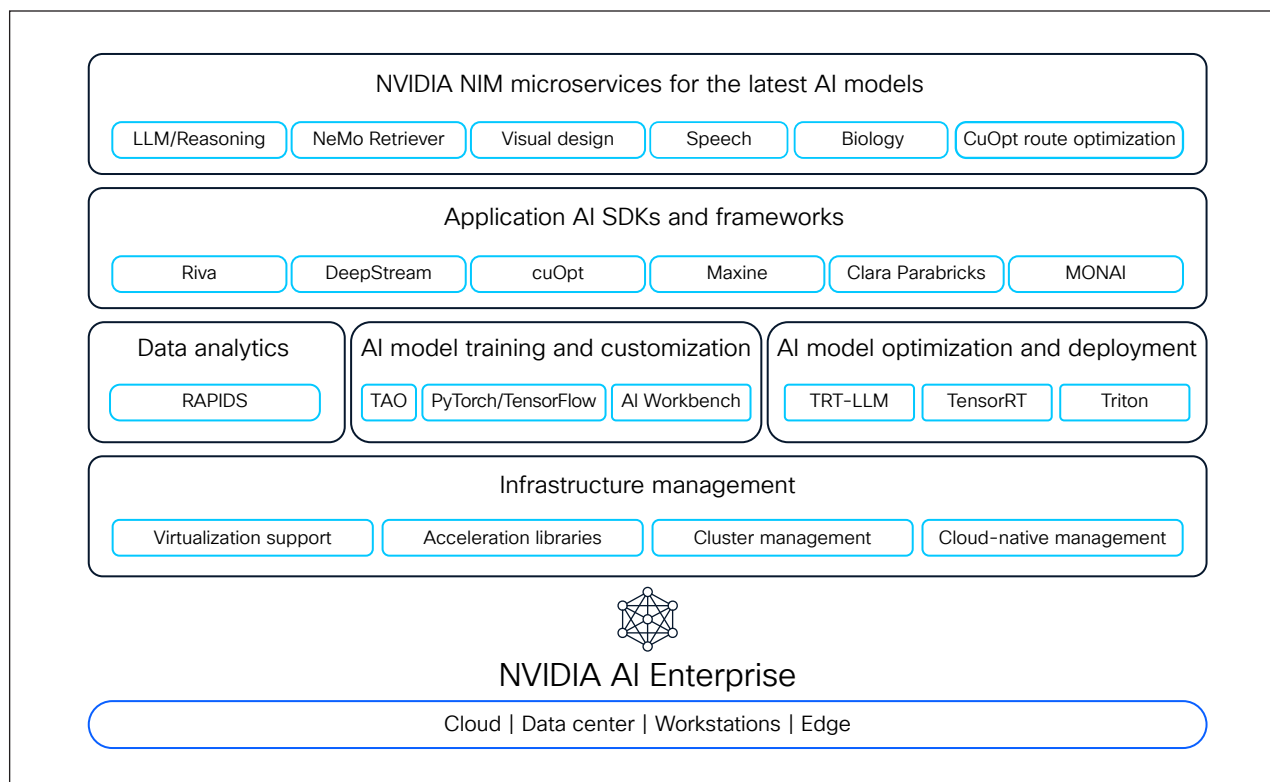 NVIDIA NIM microservices for the latest AI models
LLM/Reasoning
NeMo Retriever
Visual design
Speech
Biology
CuOpt route optimization
Application AI SDKs and frameworks
Riva
DeepStream
cuOpt
Maxine
Clara Parabricks
MONAI
Data analytics
RAPIDS
AI model training and customization
TAO
PyTorch/TensorFlow
AI Workbench
AI model optimization and deployment
TRT-LLM
TensorRT
Triton
Infrastructure management
Virtualization support
Acceleration libraries
Cluster management
Cloud-native management
NVIDIA AI Enterprise
Cloud | Data center | Workstations | Edge